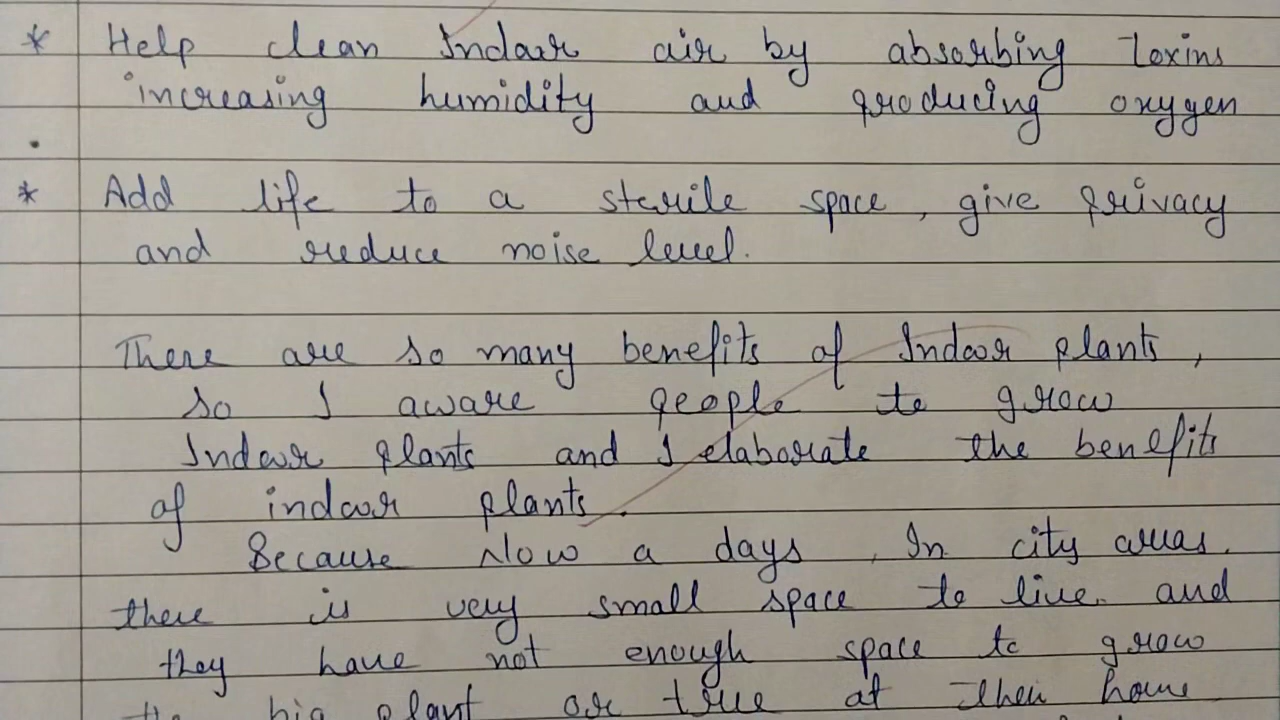 * Help clean Indoor air by absorbing Toxins
increasing humidity and producing oxygen
* Add life to a sterile space, give privacy
and reduce noise level.
There are so many benefits of Indoor plants,
so I aware people to grow
Indoor plants and I elaborate the benefits
of indoor plants.
Because Now a days, In city areas.
there is very small space to live. and
they have not enough space to grow
big plant or tree at their home